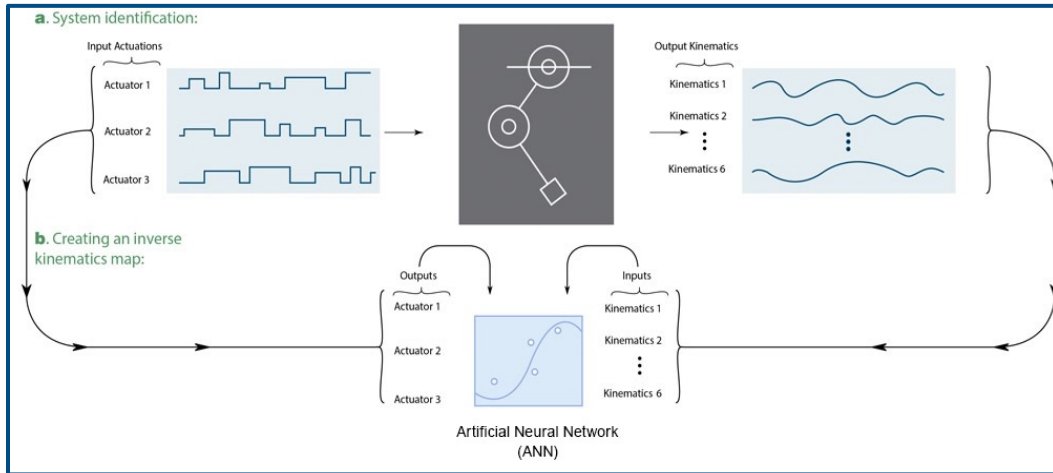 a. System identification:
Input Actuations
Actuator 1
Actuator 2
Actuator 3
Output Kinematics
Kinematics 1
Kinematics 2
Kinematics 6
b. Creating an inverse
kinematics map:
Outputs
Actuator 1
Actuator 2
Actuator 3
Inputs
Kinematics 1
Kinematics 2
Kinematics 6
Artificial Neural Network
(ANN)